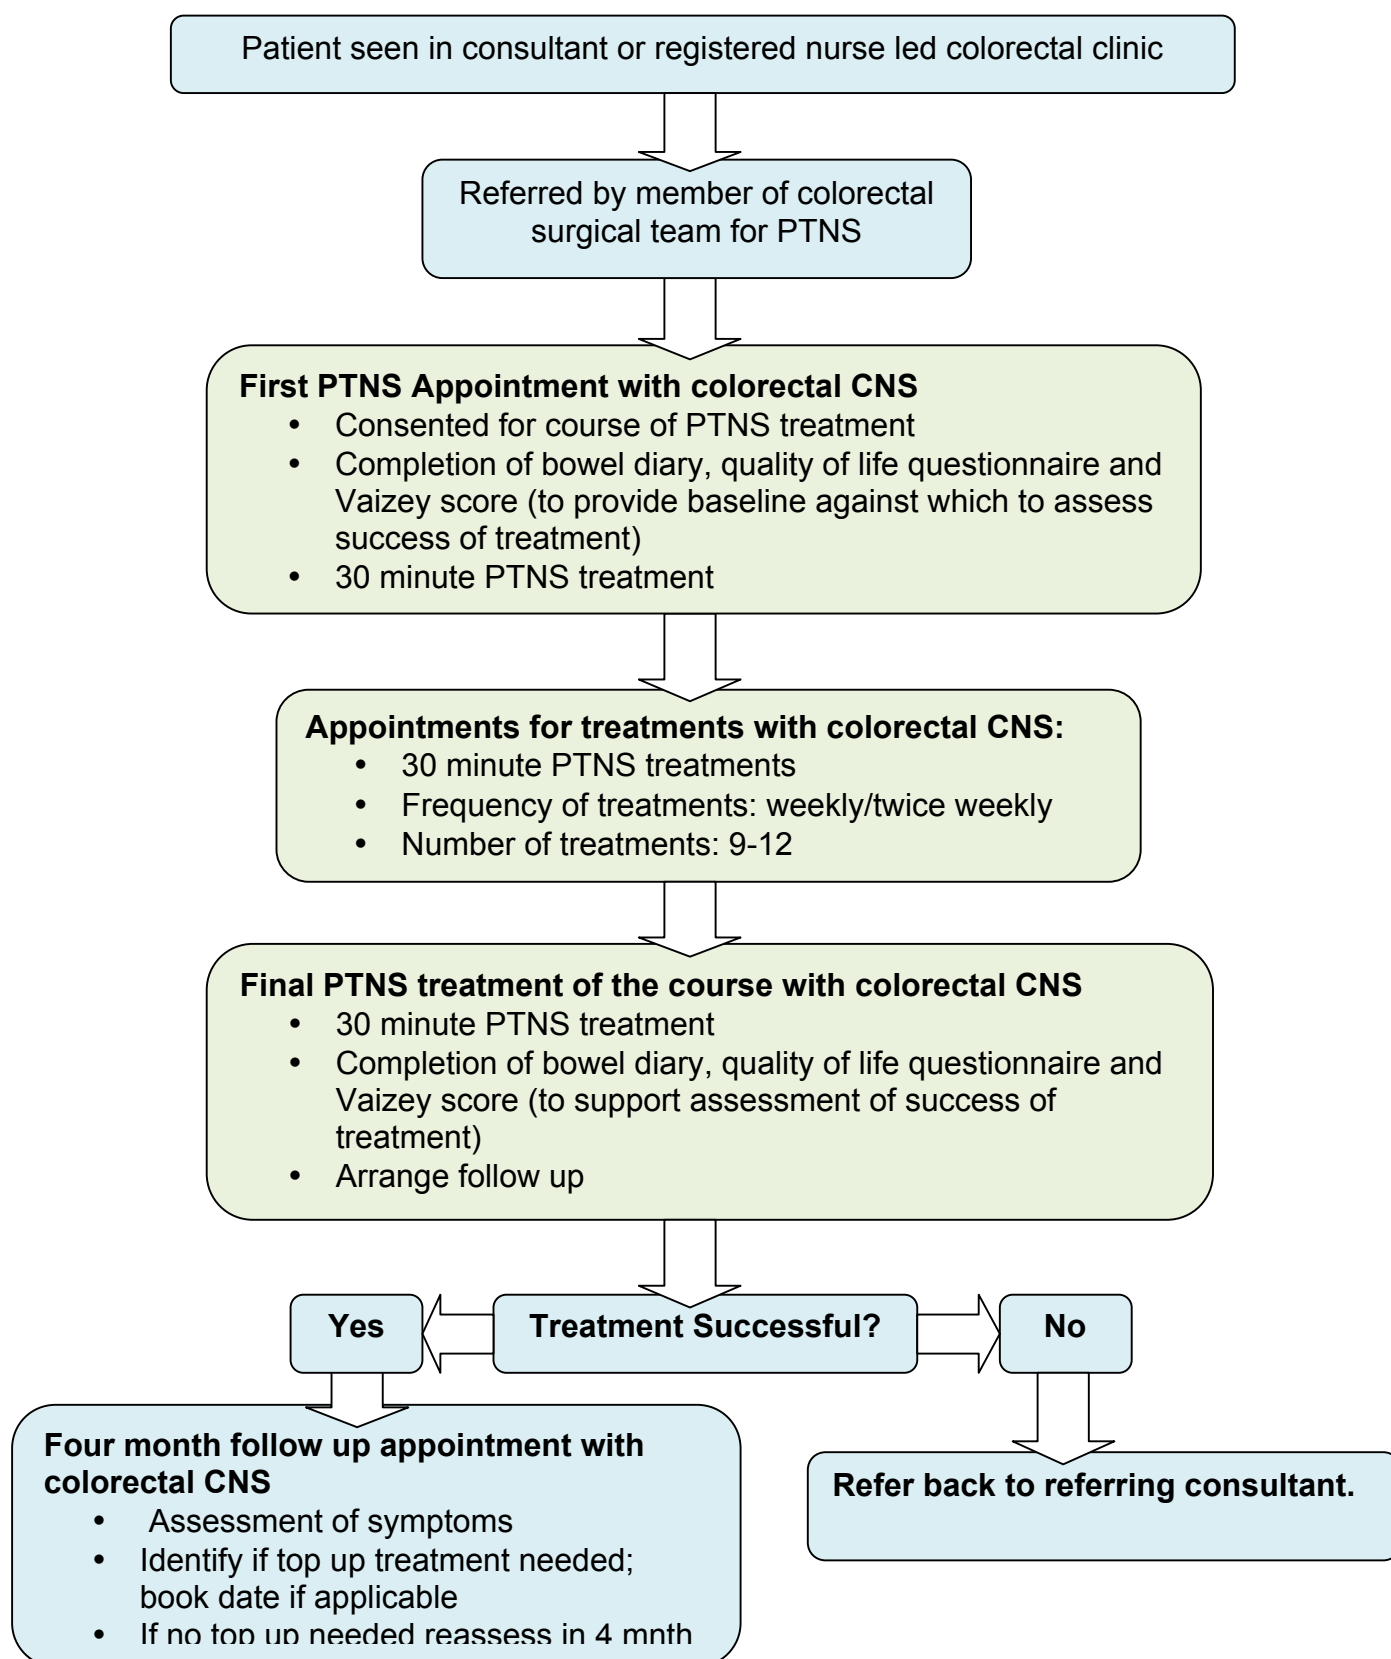 Patient seen in consultant or registered nurse led colorectal clinic
Referred by member of colorectal
surgical team for PTNS
First PTNS Appointment with colorectal CNS
• Consented for course of PTNS treatment
• Completion of bowel diary, quality of life questionnaire and
Vaizey score (to provide baseline against which to assess
success of treatment)
• 30 minute PTNS treatment
Appointments for treatments with colorectal CNS:
• 30 minute PTNS treatments
• Frequency of treatments: weekly/twice weekly
• Number of treatments: 9-12
Final PTNS treatment of the course with colorectal CNS
• 30 minute PTNS treatment
• Completion of bowel diary, quality of life questionnaire and
Vaizey score (to support assessment of success of
treatment)
• Arrange follow up
Yes
Treatment Successful?
No
Four month follow up appointment with
colorectal CNS
• Assessment of symptoms
• Identify if top up treatment needed;
book date if applicable
• If no top up needed reassess in 4 mnth
Refer back to referring consultant.